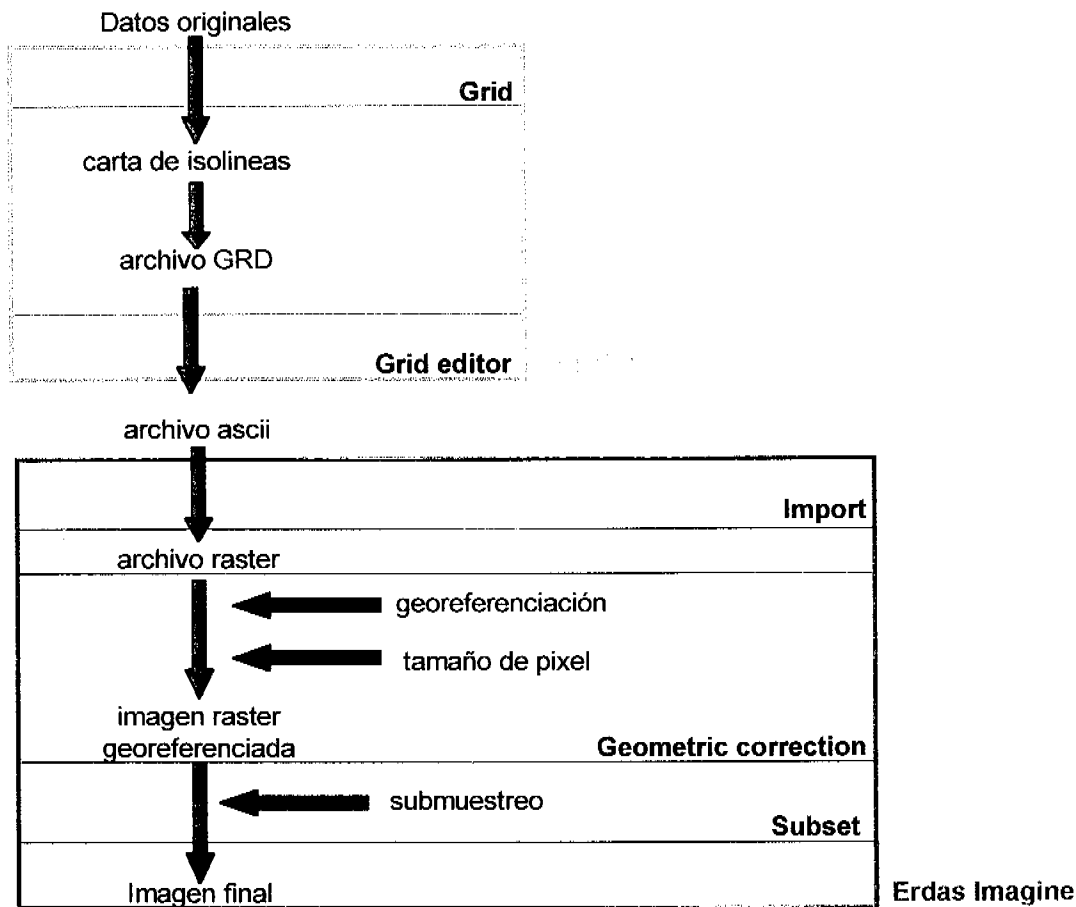 Datos originales
Grid
carta de isolineas
archivo GRD
Grid editor
archivo ascii
Import
archivo raster
georeferenciación
tamaño de pixel
imagen raster
georeferenciada
Geometric correction
submuestreo
Subset
Imagen final
Erdas Imagine